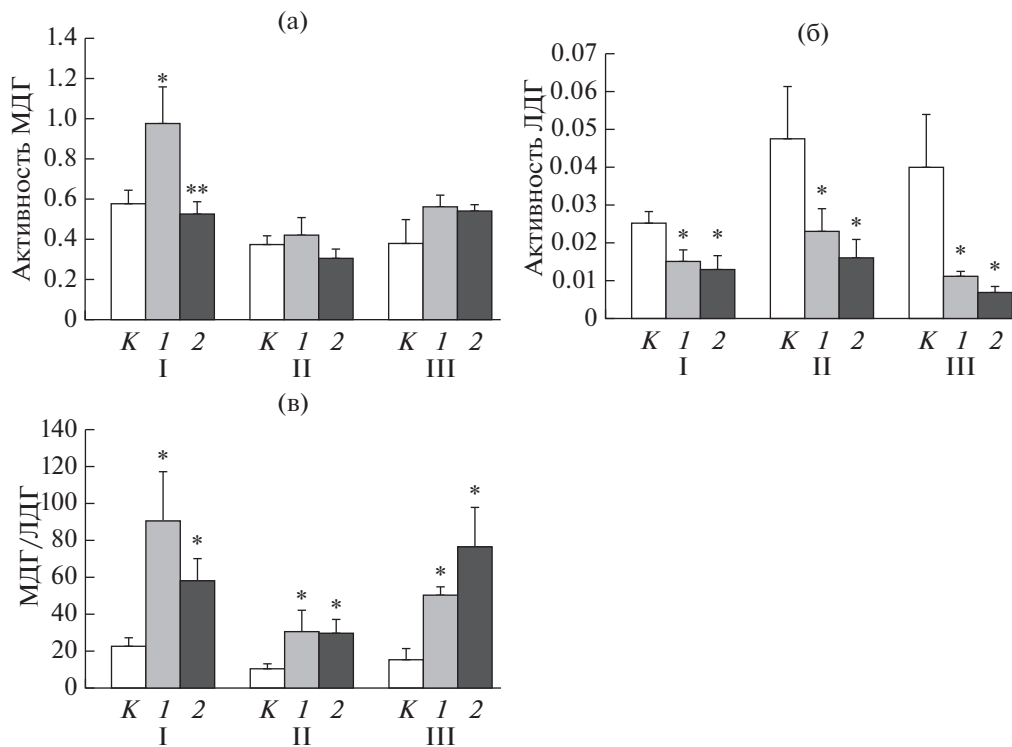 (а)
Активность МДГ
1.4
1.2
1.0
0.8
0.6
0.4
0.2
0
*
**
К 1 2 К 1 2 К 1 2
I II III
(б)
Активность ЛДГ
0.07
0.06
0.05
0.04
0.03
0.02
0.01
0
* * * * * *
К 1 2 К 1 2 К 1 2
I II III
(в)
МДГ/ЛДГ
140
120
100
80
60
40
20
0
* * * * * *
К 1 2 К 1 2 К 1 2
I II III